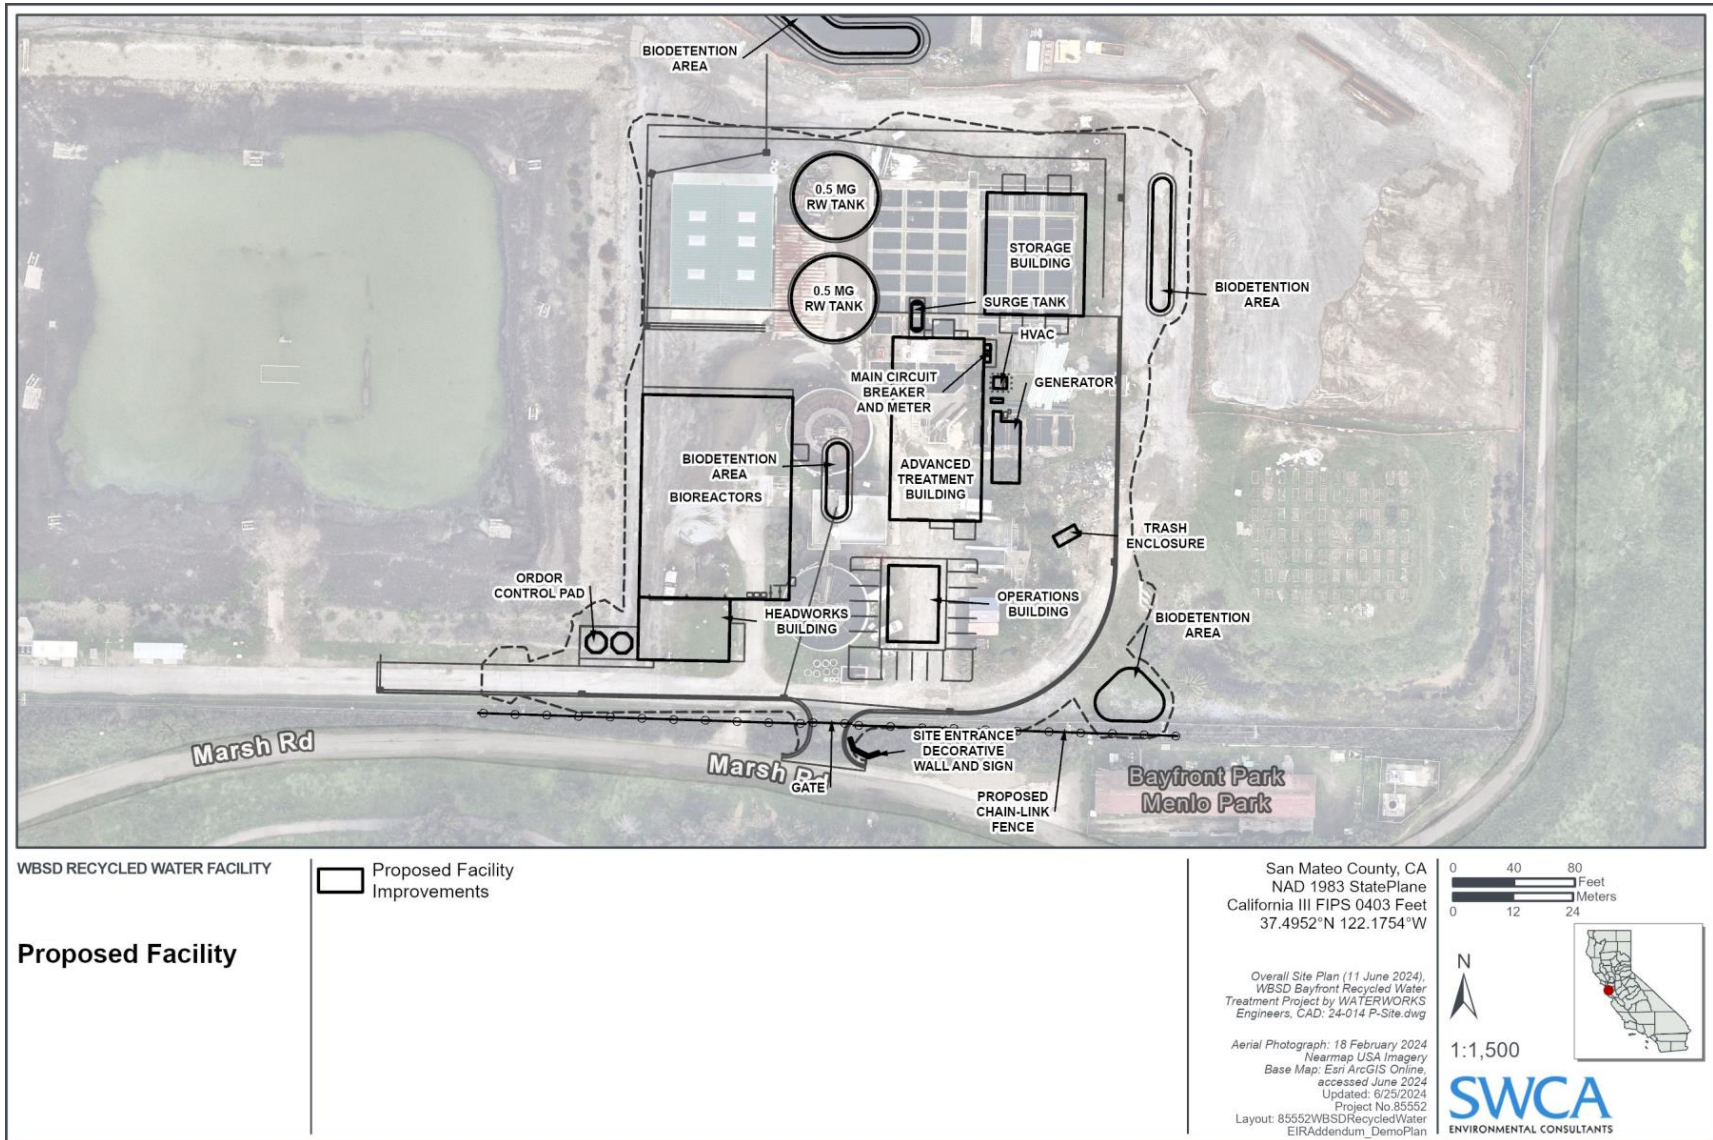 BIODETENTION
AREA
0.5 MG
RW TANK
STORAGE
BUILDING
0.5 MG
RW TANK
SURGE TANK
BIODETENTION
AREA
HVAC
MAIN CIRCUIT
BREAKER
AND METER
GENERATOR
BIODETENTION
AREA
BIOREACTORS
ADVANCED
TREATMENT
BUILDING
TRASH
ENCLOSURE
ORDOR
CONTROL PAD
HEADWORKS
BUILDING
OPERATIONS
BUILDING
BIODETENTION
AREA
Marsh Rd
Marsh Rd
GATE
SITE ENTRANCE
DECORATIVE
WALL AND SIGN
PROPOSED
CHAIN-LINK
FENCE
Bayfront Park
Menlo Park
WBSD RECYCLED WATER FACILITY
Proposed Facility
Proposed Facility
Improvements
San Mateo County, CA
NAD 1983 StatePlane
California III FIPS 0403 Feet
37.4952°N 122.1754°W
Overall Site Plan (11 June 2024),
WBSD Bayfront Recycled Water
Treatment Project by WATERWORKS
Engineers, CAD: 24-014 P-Site.dwg
Aerial Photograph: 18 February 2024
Nearmap USA Imagery
Base Map: Esri ArcGIS Online,
accessed June 2024
Updated: 6/25/2024
Project No.85552
Layout: 85552WBSDRecycledWater
EIRAddendum_DemoPlan
0 40 80
Feet
Meters
0 12 24
N
1:1,500
SWCA
ENVIRONMENTAL CONSULTANTS